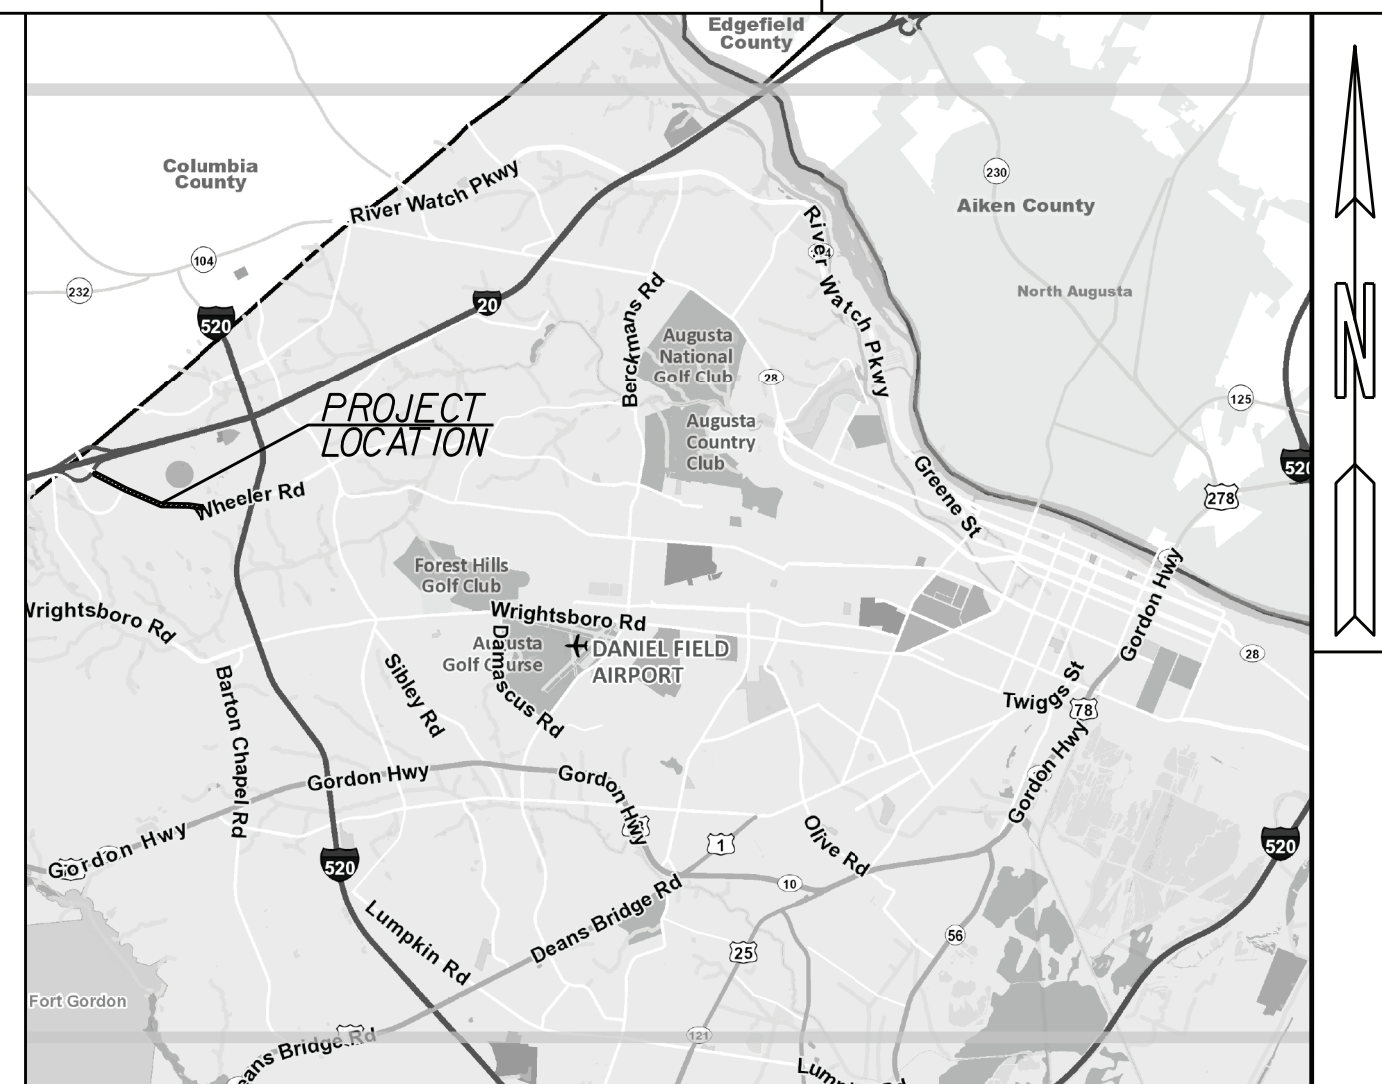 Edgefield
County
Columbia
County
River Watch Pkwy
230
Aiken County
104
232
520
20
River Watch Pkwy
North Augusta
N
Berckmans Rd
Augusta
National
Golf Club
28
125
PROJECT
LOCATION
Augusta
Country
Club
520
278
Wheeler Rd
Greene St
Forest Hills
Golf Club
Gordon Hwy
Wrightsboro Rd
Wrightsboro Rd
Augusta
Golf Course
DANIEL FIELD
AIRPORT
28
Damascus Rd
Sibley Rd
Barton Chapel Rd
Twiggs St
78
Gordon Hwy
Gordon Hwy
Gordon Hwy
Gordon Hwy
1
Olive Rd
520
520
10
Lumpkin Rd
Deans Bridge Rd
56
25
Fort Gordon
121
eans Bridge Rd